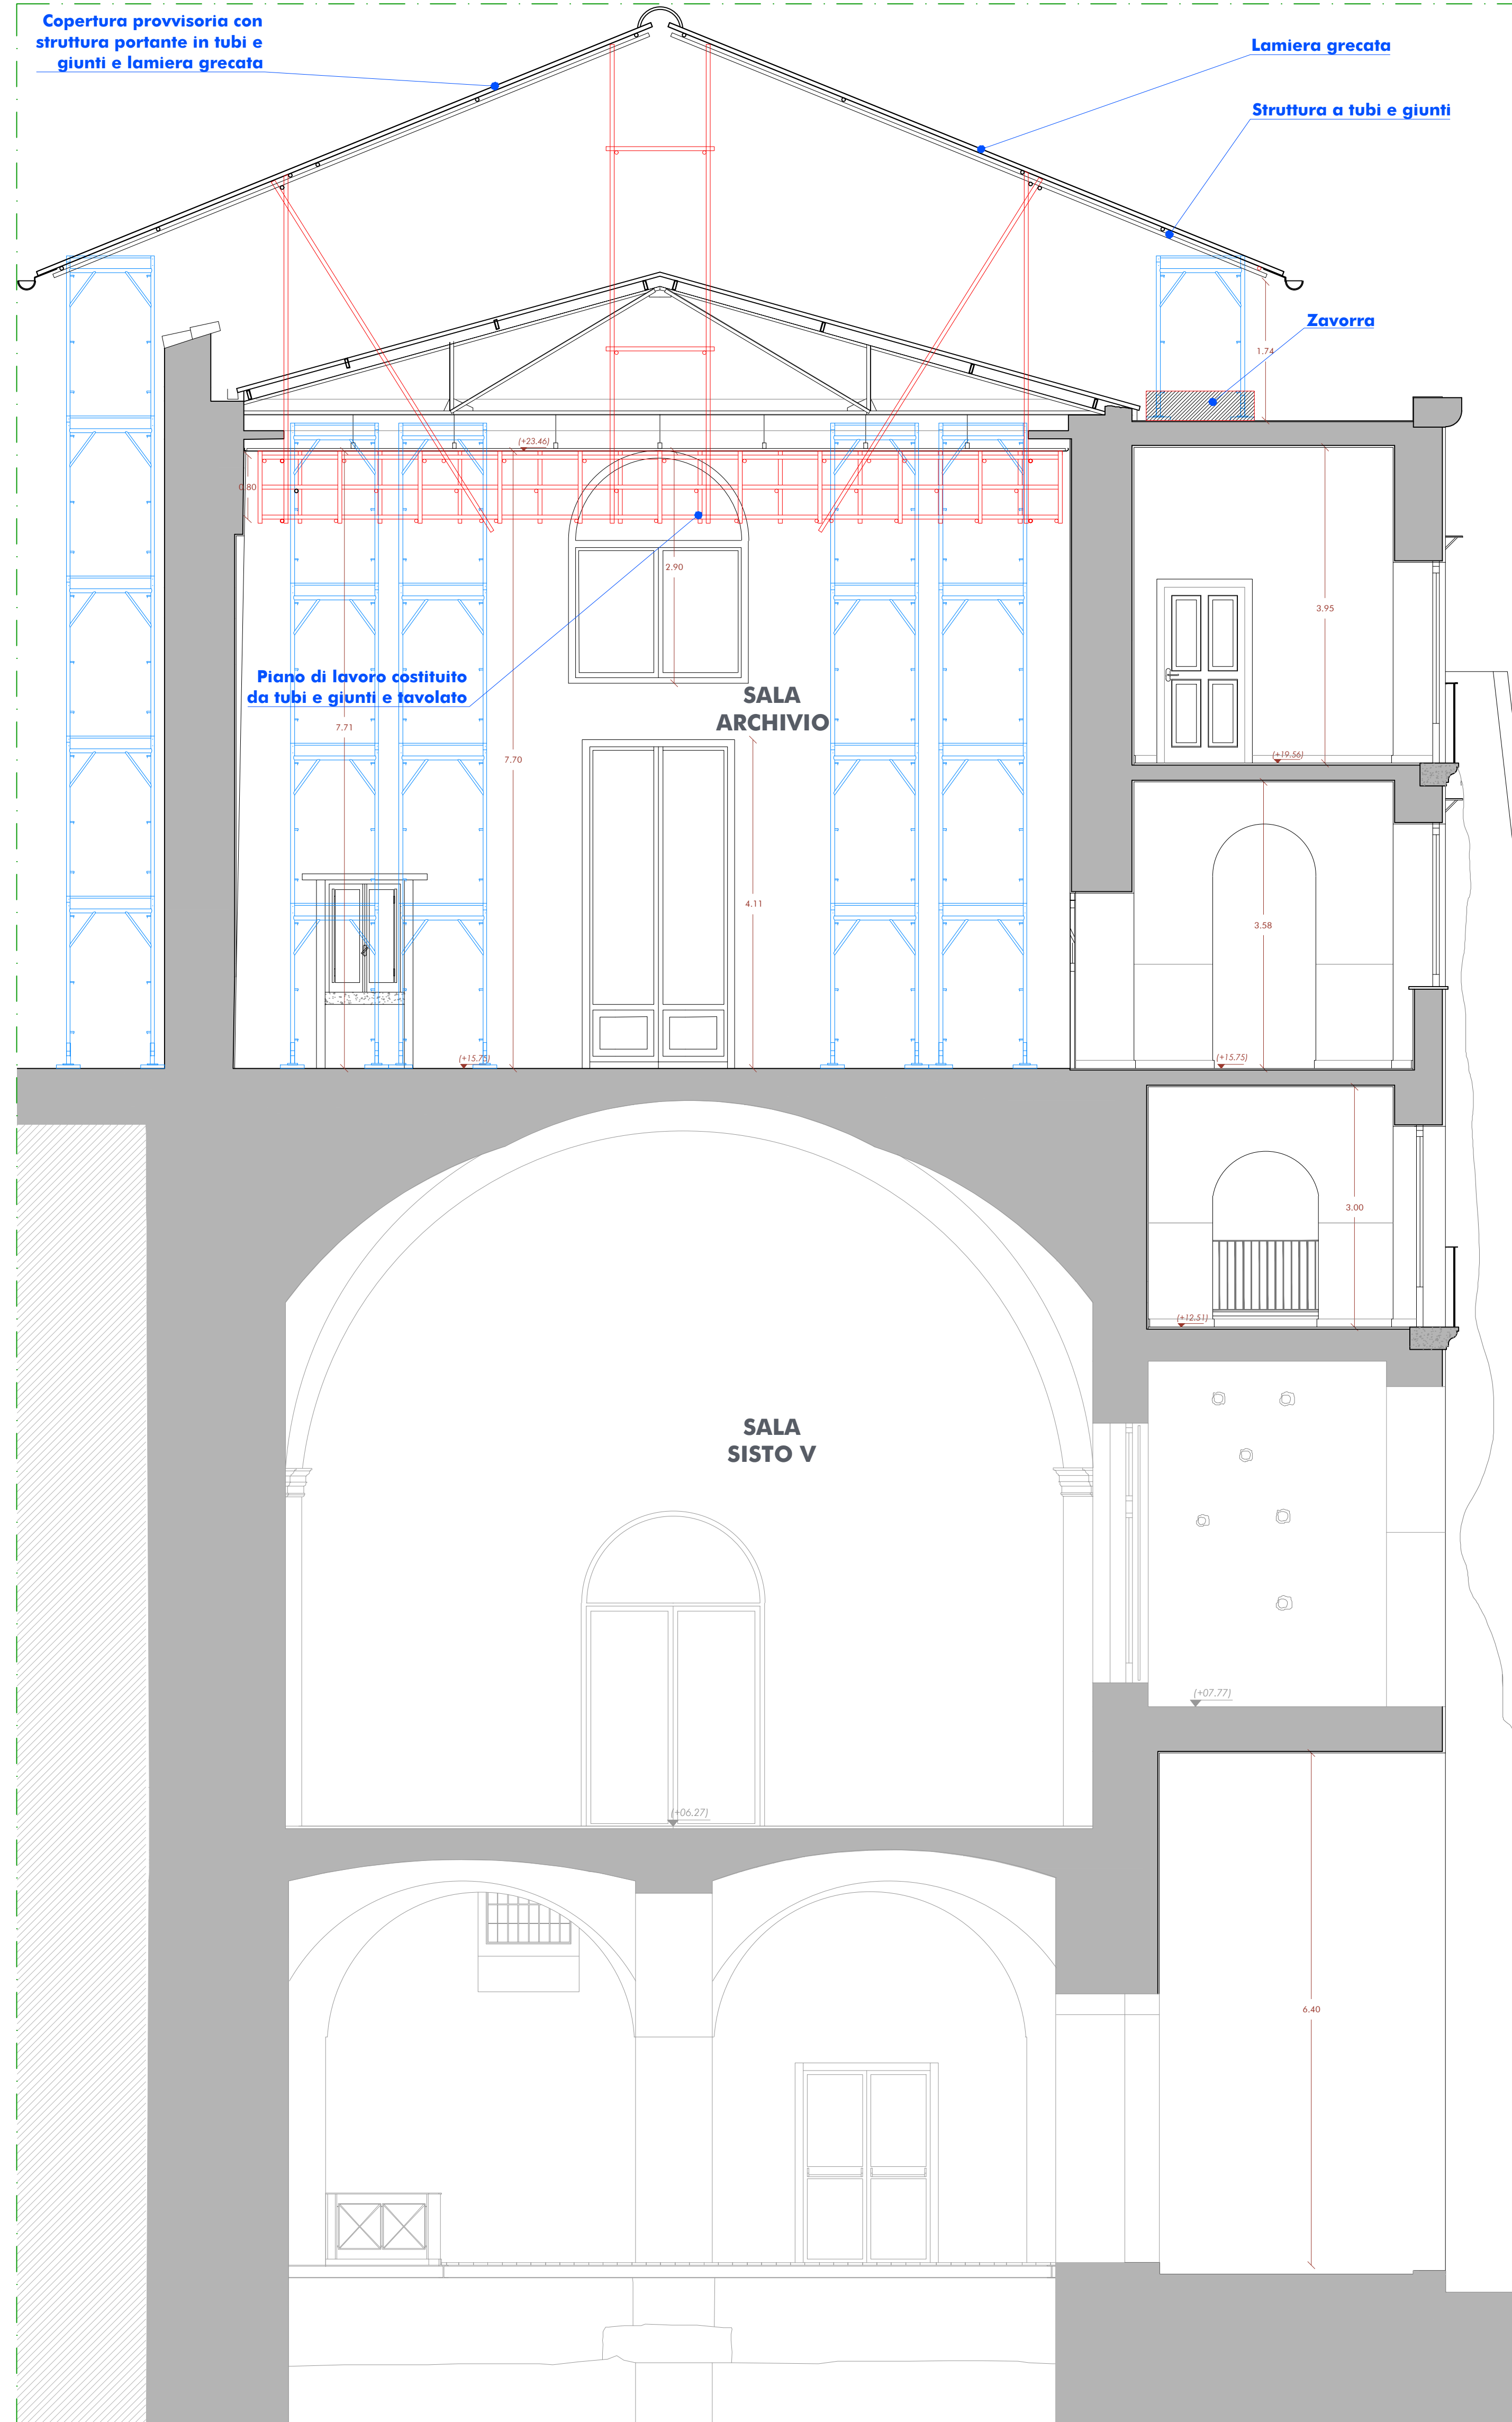 Copertura provvisoria con
struttura portante in tubi e
giunti e lamiera grecata
Lamiera grecata
Struttura a tubi e giunti
Zavorra
1.74
(+23.46)
0.80
2.90
3.95
Piano di lavoro costituito
da tubi e giunti e tavolato
SALA
ARCHIVIO
7.71
7.70
(+19.56)
4.11
3.58
(+15.75)
(+15.75)
3.00
(+12.51)
SALA
SISTO V
(+07.77)
(+06.27)
6.40